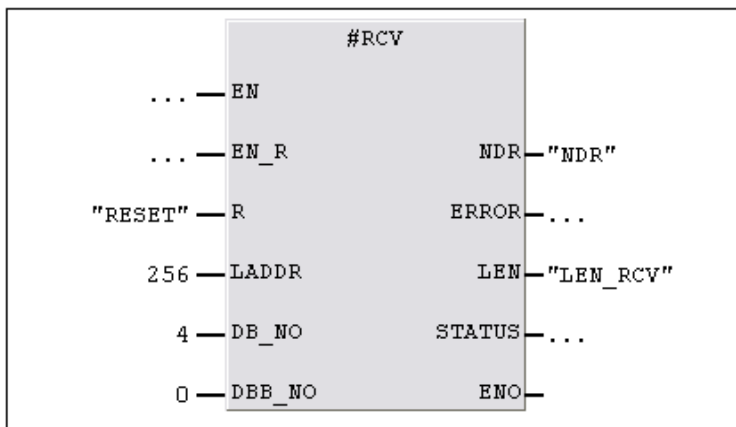 #RCV
... EN
... EN_R NDR "NDR"
"RESET" R ERROR ...
256 LADDR LEN "LEN_RCV"
4 DB_NO STATUS ...
0 DBB_NO ENO